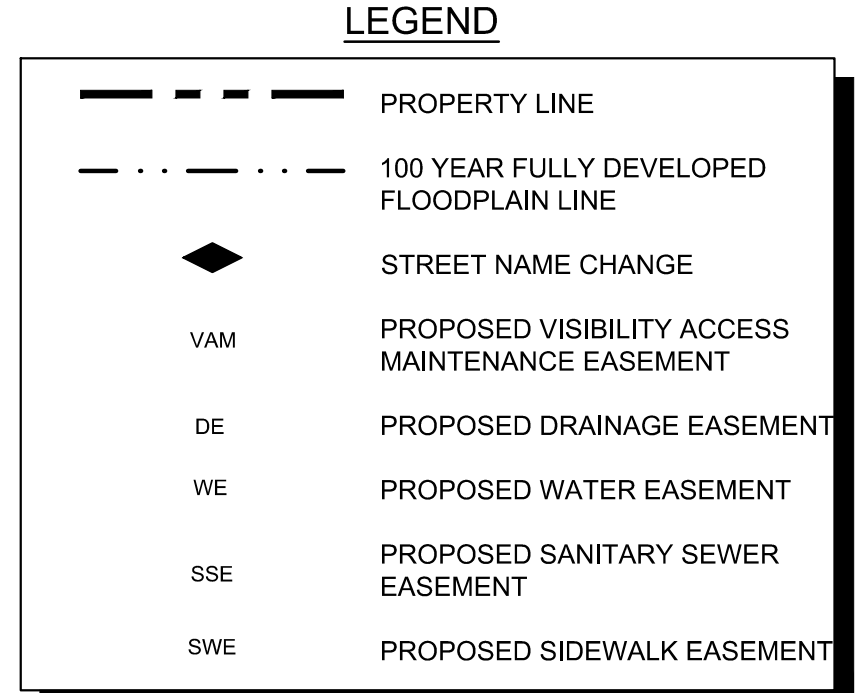 LEGEND
PROPERTY LINE
100 YEAR FULLY DEVELOPED
FLOODPLAIN LINE
STREET NAME CHANGE
VAM PROPOSED VISIBILITY ACCESS
MAINTENANCE EASEMENT
DE PROPOSED DRAINAGE EASEMENT
WE PROPOSED WATER EASEMENT
SSE PROPOSED SANITARY SEWER
EASEMENT
SWE PROPOSED SIDEWALK EASEMENT